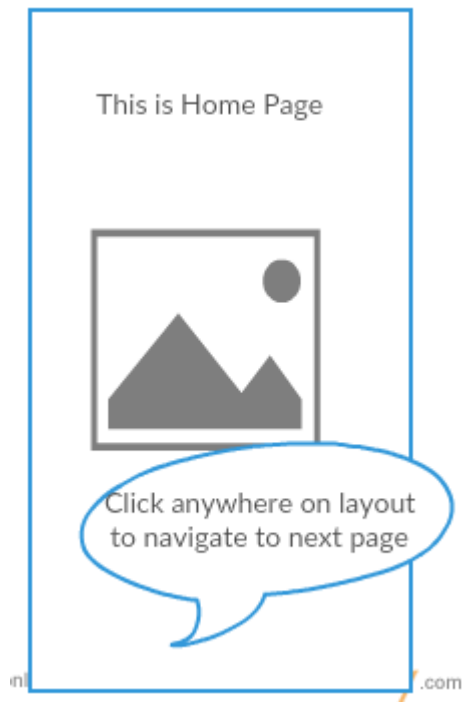 This is Home Page
Click anywhere on layout
to navigate to next page
.com